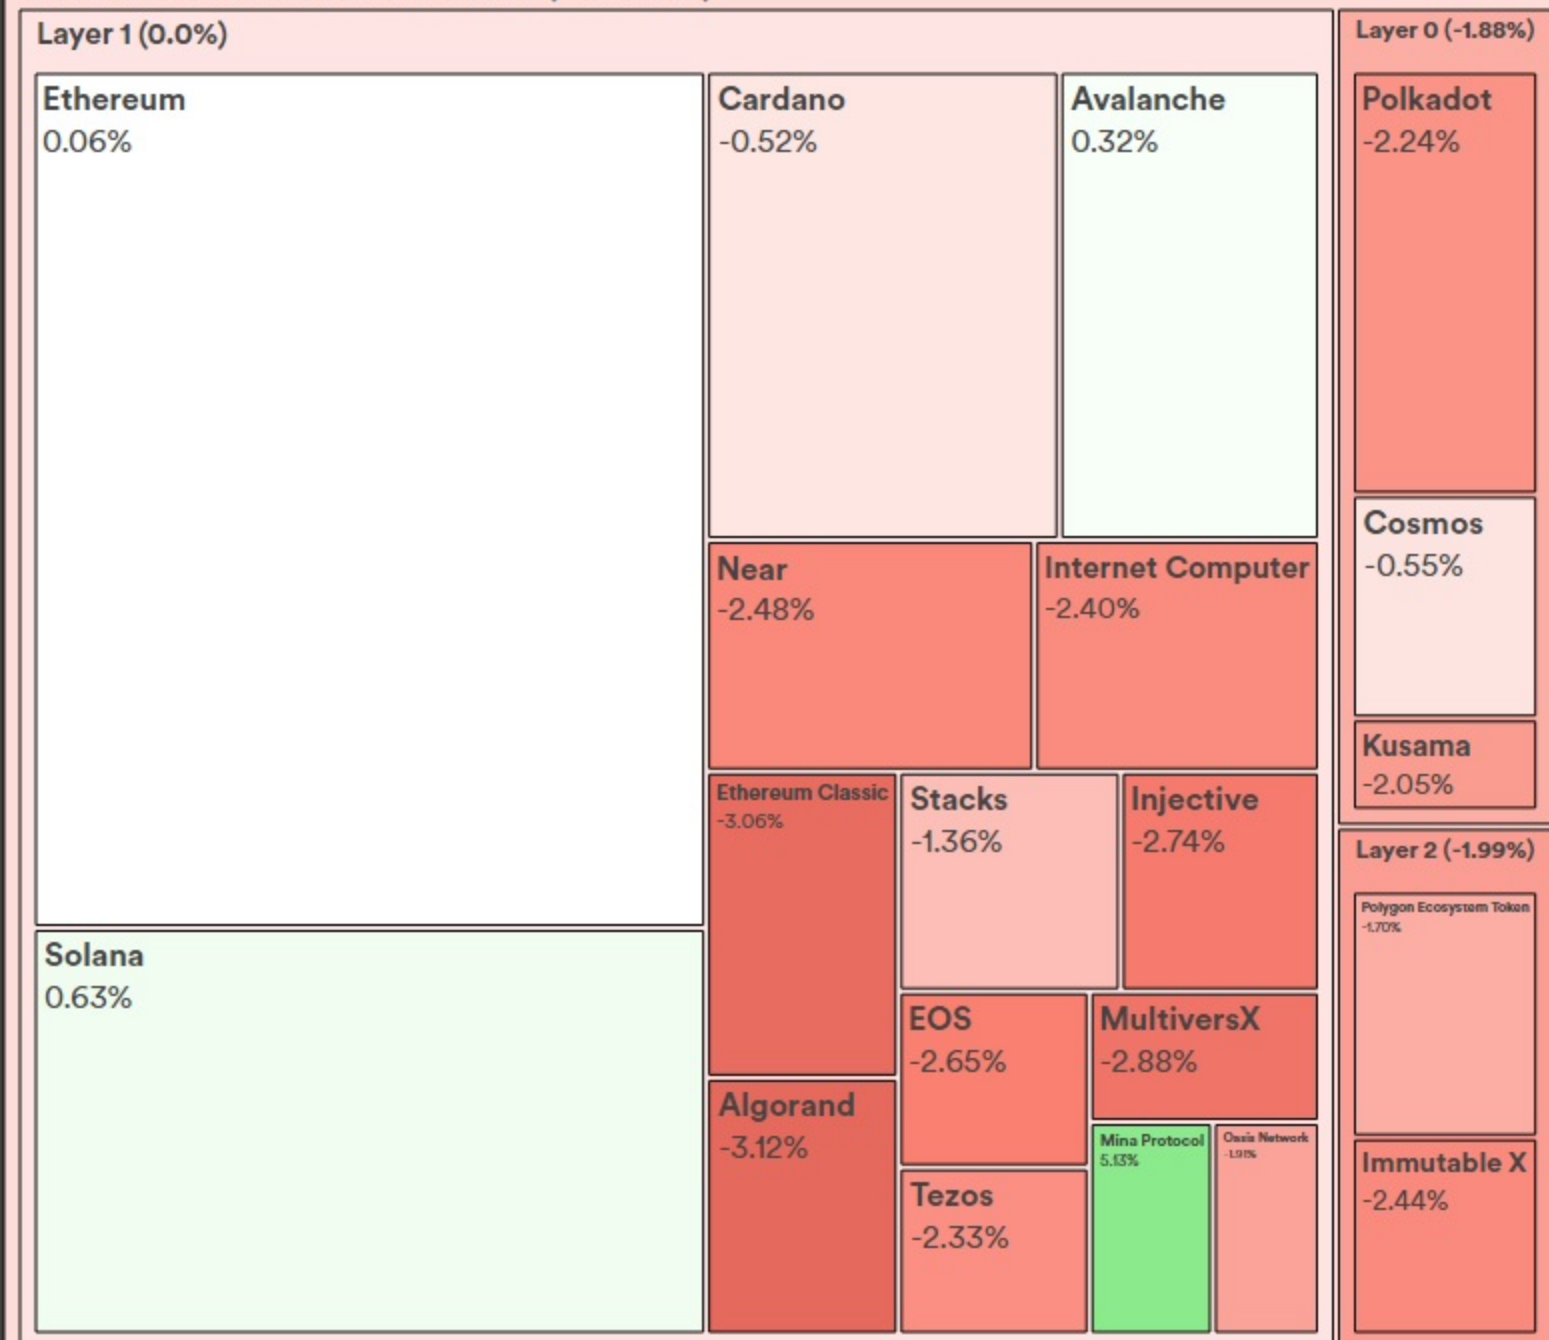 Layer 1 (0.0%)
Ethereum
0.06%
Solana
0.63%
Cardano
-0.52%
Avalanche
0.32%
Near
-2.48%
Internet Computer
-2.40%
Ethereum Classic
-3.06%
Stacks
-1.36%
Injective
-2.74%
Algorand
-3.12%
EOS
-2.65%
MultiversX
-2.88%
Tezos
-2.33%
Mina Protocol
5.13%
Oasis Network
-1.91%
Layer 0 (-1.88%)
Polkadot
-2.24%
Cosmos
-0.55%
Kusama
-2.05%
Layer 2 (-1.99%)
Polygon Ecosystem Token
-1.70%
Immutable X
-2.44%